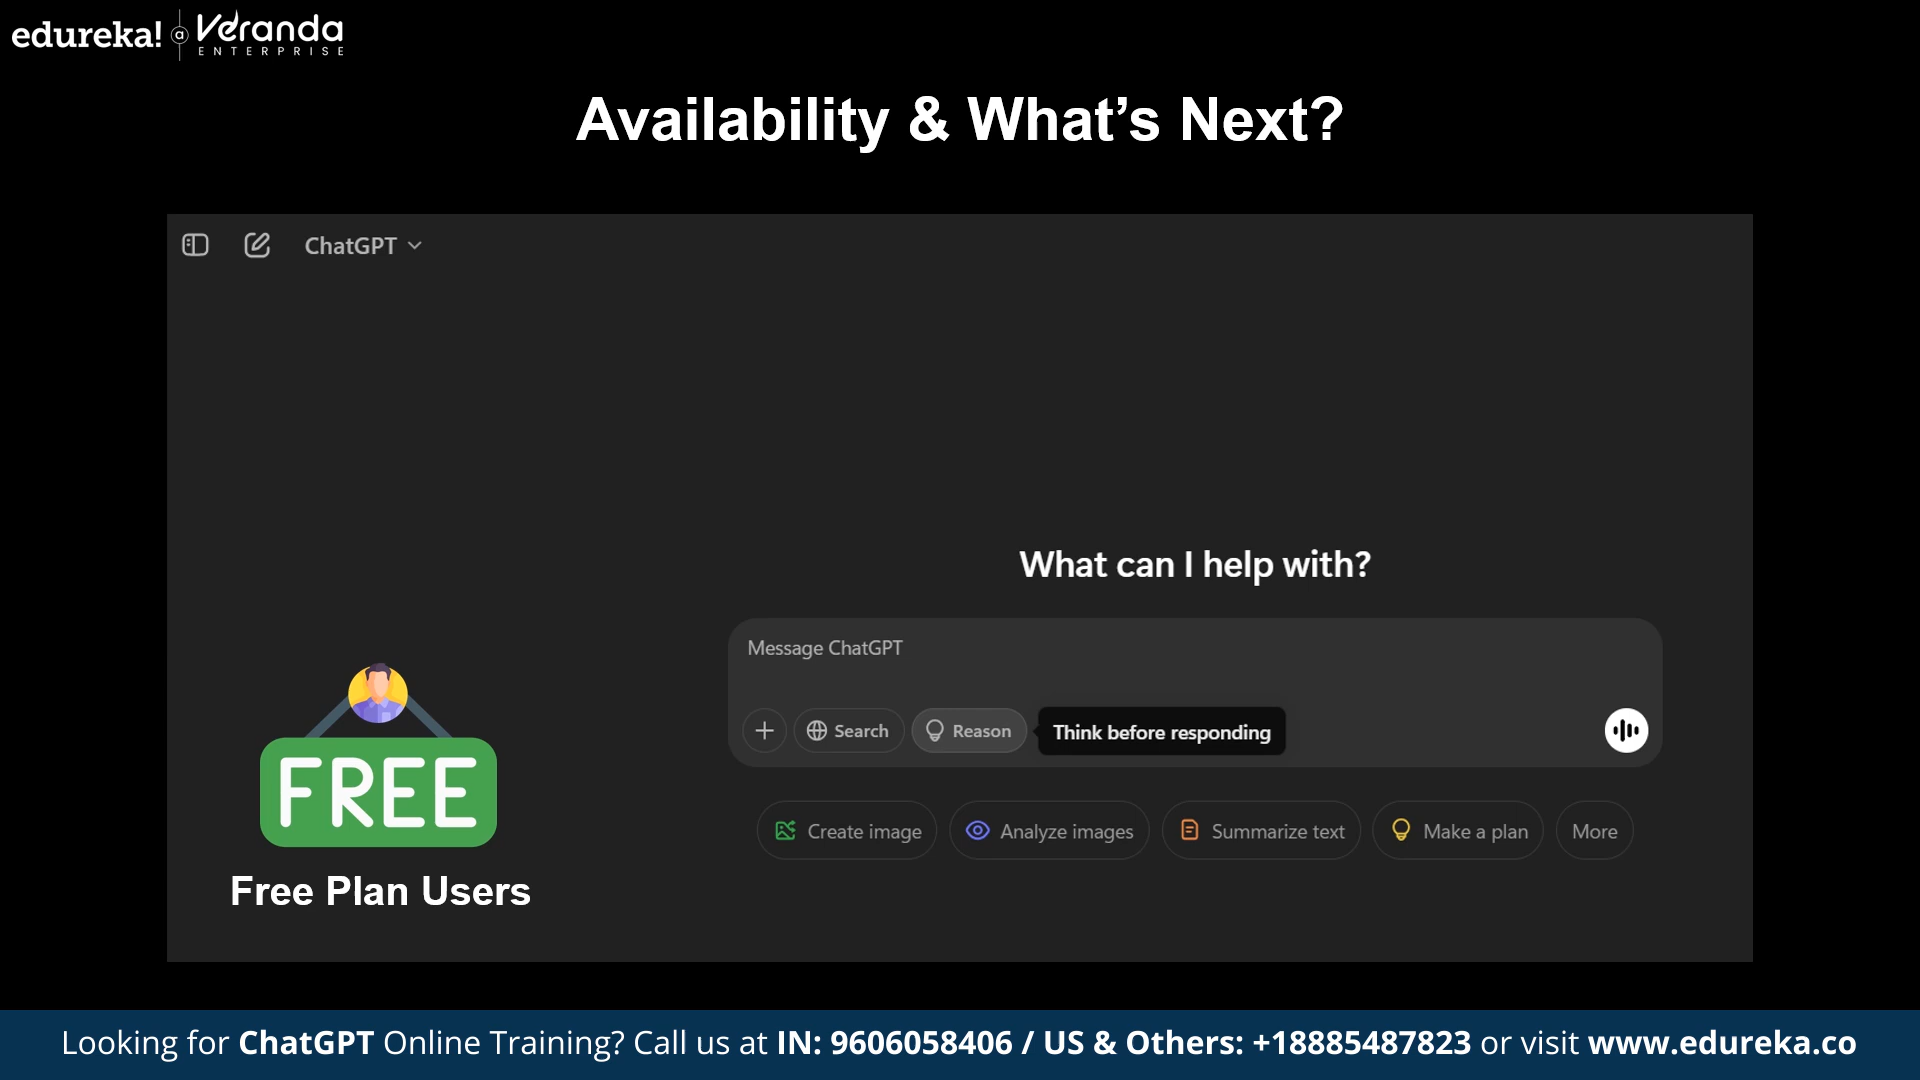 edureka! a Veranda
ENTERPRISE
Availability & What’s Next?
ChatGPT
What can I help with?
Message ChatGPT
Search Reason Think before responding
FREE
Create image Analyze images Summarize text Make a plan More
Free Plan Users
Looking for ChatGPT Online Training? Call us at IN: 9606058406 / US & Others: +18885487823 or visit www.edureka.co